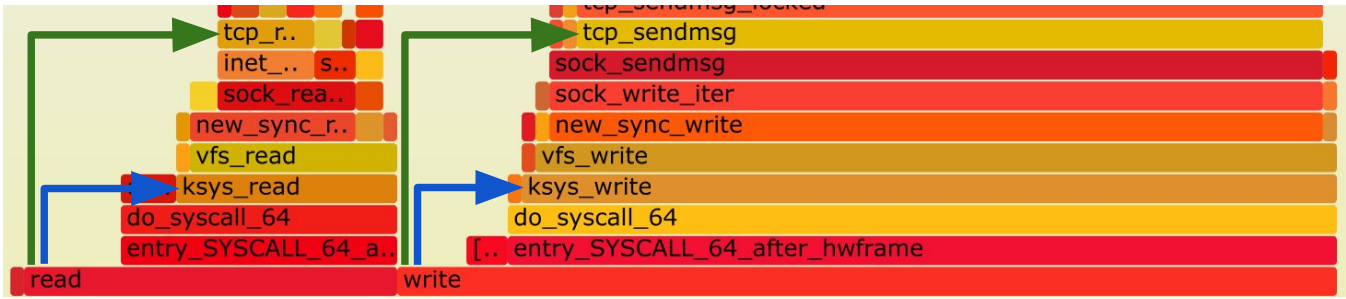 tcp_sendmsg_locked
tcp_r.. tcp_sendmsg
inet_.. s.. sock_sendmsg
sock_rea.. sock_write_iter
new_sync_r.. new_sync_write
vfs_read vfs_write
ksys_read ksys_write
do_syscall_64 do_syscall_64
entry_SYSCALL_64_a.. [.. entry_SYSCALL_64_after_hwframe
read write